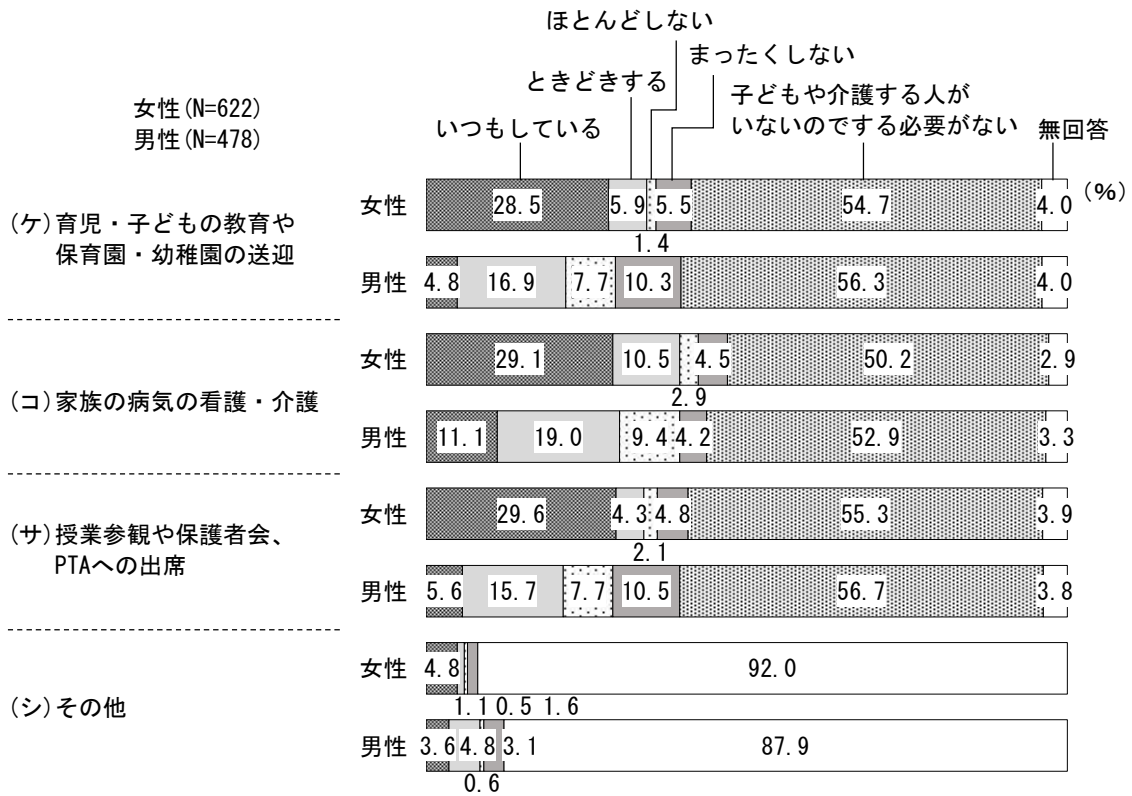 ほとんどしない
まったくしない
ときどきする
子どもや介護する人が
いないのでする必要がない
女性(N=622)
男性(N=478)
いつもしている
無回答
(%)
(ケ)育児・子どもの教育や
保育園・幼稚園の送迎
女性 28.5 5.9 5.5 54.7 4.0
1.4
男性 4.8 16.9 7.7 10.3 56.3 4.0
(コ)家族の病気の看護・介護
女性 29.1 10.5 4.5 50.2 2.9
2.9
男性 11.1 19.0 9.4 4.2 52.9 3.3
(サ)授業参観や保護者会、
PTAへの出席
女性 29.6 4.3 4.8 55.3 3.9
2.1
男性 5.6 15.7 7.7 10.5 56.7 3.8
(シ)その他
女性 4.8 92.0
1.1 0.5 1.6
男性 3.6 4.8 3.1 87.9
0.6